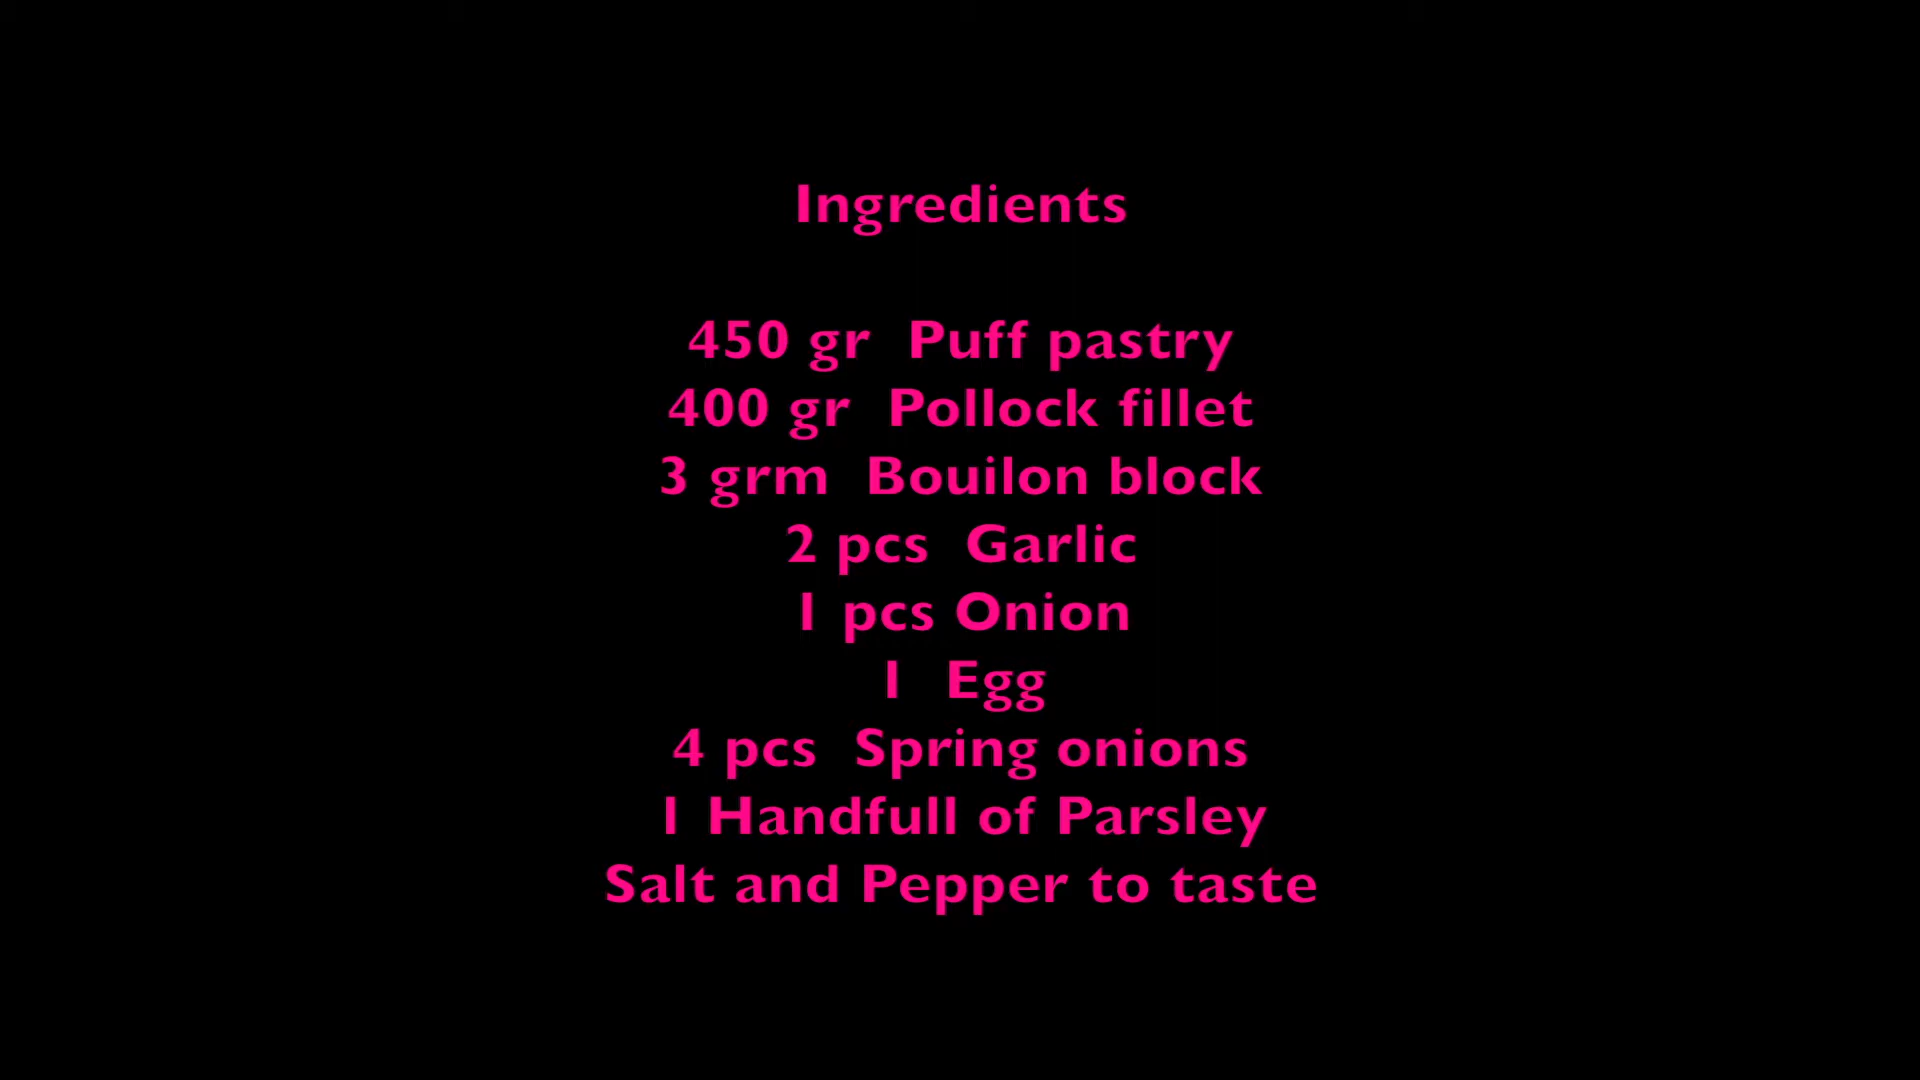 Ingredients
450 gr  Puff pastry
400 gr  Pollock fillet
3 grm  Bouilon block
2 pcs  Garlic
1 pcs Onion
1  Egg
4 pcs  Spring onions
1 Handfull of Parsley
Salt and Pepper to taste